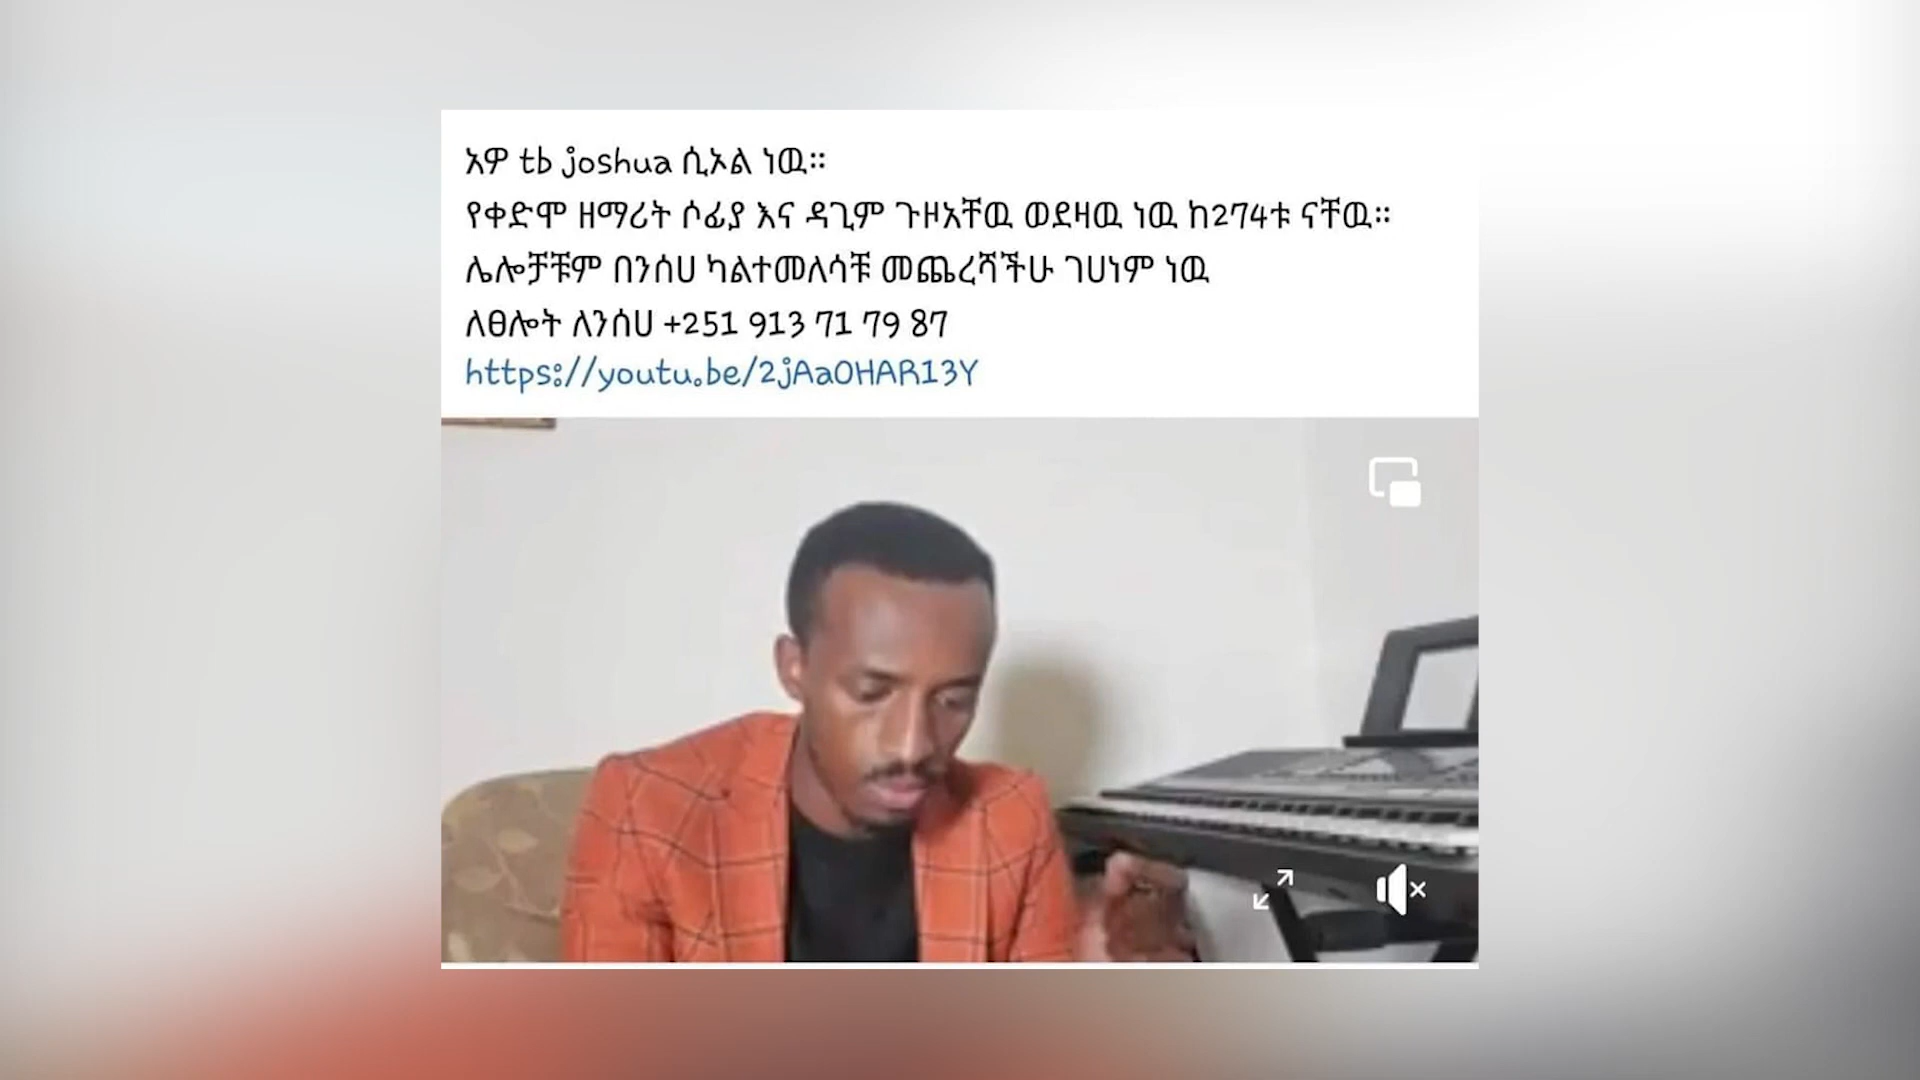 አዎ tb joshua ሲኦል ነዉ።
የቀድሞ ዘማሪት ሶፊያ እና ዳጊም ጉዞአቸዉ ወደዛዉ ነዉ ከ274ቱ ናቸዉ።
ሌሎቻቹም በንሰሀ ካልተመለሳቹ መጨረሻችሁ ገሀነም ነዉ
ለፀሎት ለንሰሀ +251 913 71 79 87
https://youtu.be/2jAaOHAR13Y